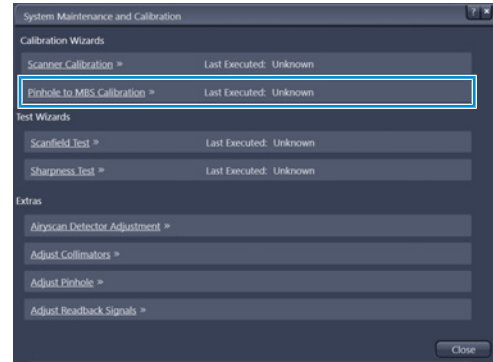 System Maintenance and Calibration ? ×
Calibration Wizards
Scanner Calibration » Last Executed: Unknown
Pinhole to MBS Calibration » Last Executed: Unknown
Test Wizards
Scanfield Test » Last Executed: Unknown
Sharpness Test » Last Executed: Unknown
Extras
Airyscan Detector Adjustment »
Adjust Collimators »
Adjust Pinhole »
Adjust Readback Signals »
Close